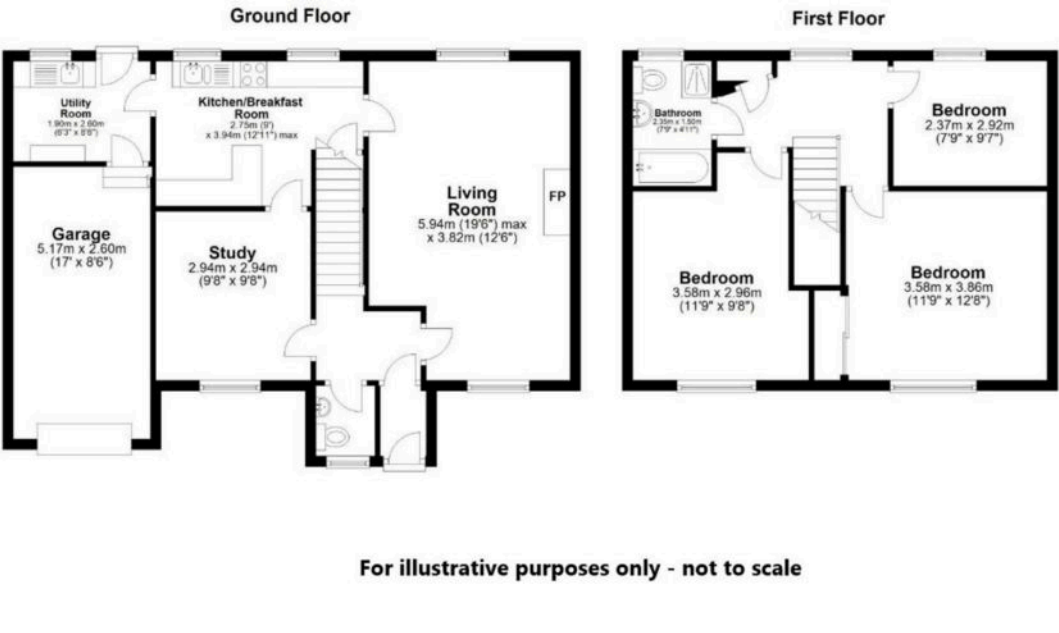 Ground Floor
First Floor
Utility
Room
1.90m x 2.60m
(6'3" x 8'6")
Kitchen/Breakfast
Room
2.75m (9')
x 3.94m (12'11") max
Living
Room
5.94m (19'6") max
x 3.82m (12'6")
FP
Garage
5.17m x 2.60m
(17' x 8'6")
Study
2.94m x 2.94m
(9'8" x 9'8")
Bathroom
2.35m x 1.50m
(7'9" x 4'11")
Bedroom
2.37m x 2.92m
(7'9" x 9'7")
Bedroom
3.58m x 2.96m
(11'9" x 9'8")
Bedroom
3.58m x 3.86m
(11'9" x 12'8")
For illustrative purposes only - not to scale